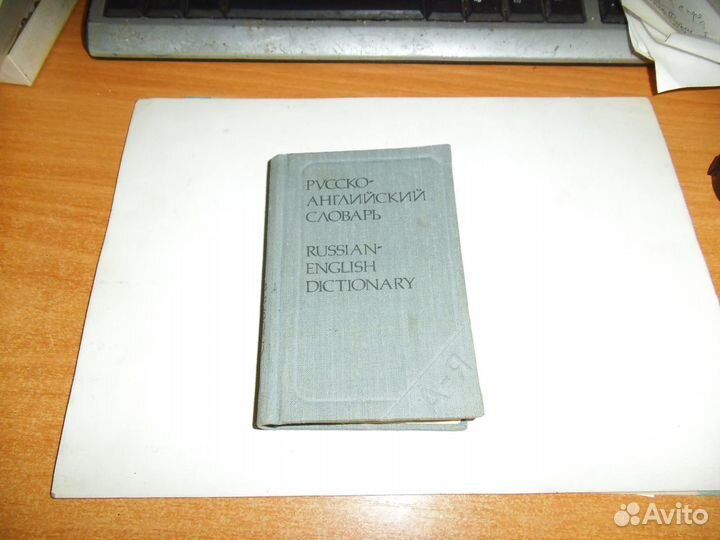 РУССКО-
АНГЛИЙСКИЙ
СЛОВАРЬ
RUSSIAN-
ENGLISH
DICTIONARY
А-Я
Avito